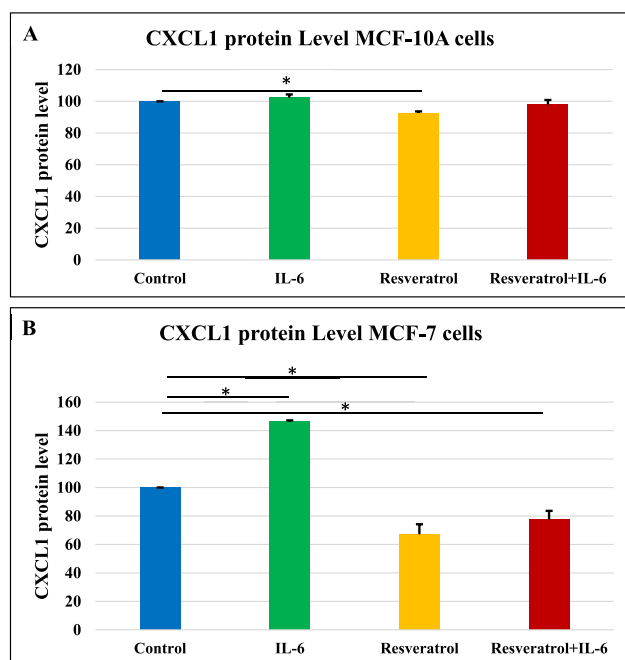 A
CXCL1 protein Level MCF-10A cells
CXCL1 protein level
120
100
80
60
40
20
0
*
Control IL-6 Resveratrol Resveratrol+IL-6
B
CXCL1 protein Level MCF-7 cells
CXCL1 protein level
160
140
120
100
80
60
40
20
0
*
*
*
Control IL-6 Resveratrol Resveratrol+IL-6